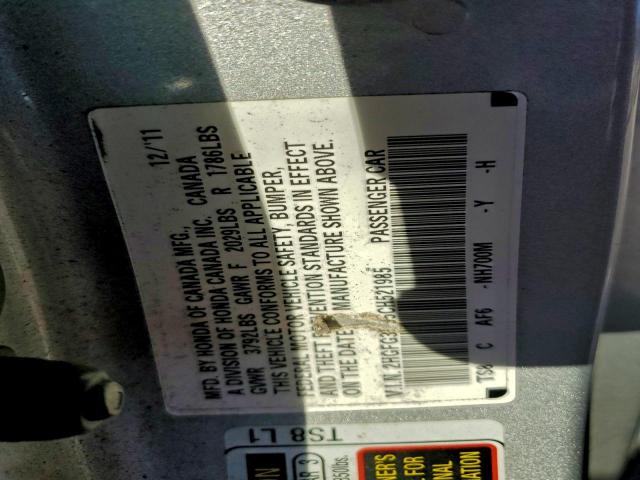 12/'11
MFD. BY HONDA OF CANADA MFG., CANADA
A DIVISION OF HONDA CANADA INC.
GVWR 3792LBS GAWR F 2029LBS R 1786LBS
THIS VEHICLE CONFORMS TO ALL APPLICABLE
FEDERAL MOTOR VEHICLE SAFETY, BUMPER,
AND THEFT PREVENTION STANDARDS IN EFFECT
ON THE DATE OF MANUFACTURE SHOWN ABOVE.
V.I.N. PASSENGER CAR
TS8 C AF6 -NH700M -Y -H
TS8 L1